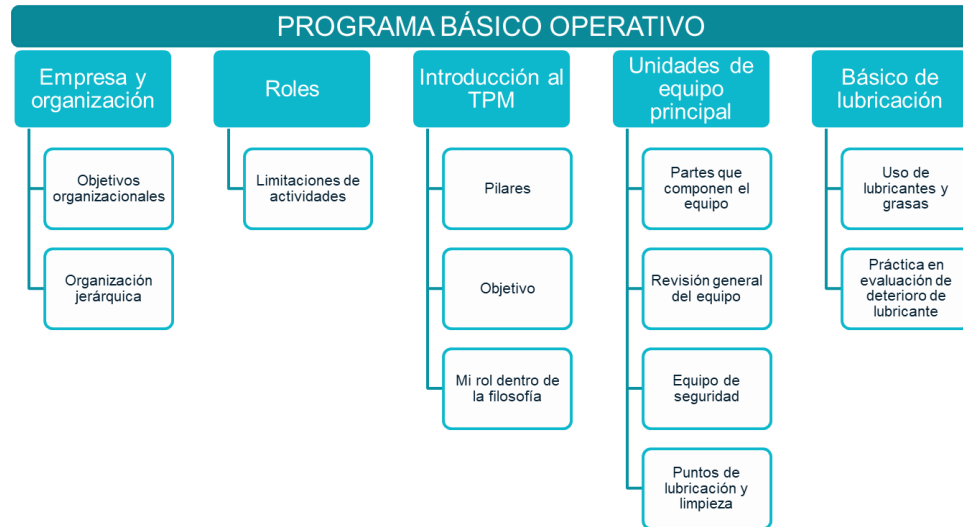 PROGRAMA BÁSICO OPERATIVO
Empresa y
organización
Objetivos
organizacionales
Organización
jerárquica
Roles
Limitaciones de
actividades
Introducción al
TPM
Pilares
Objetivo
Mi rol dentro de
la filosofía
Unidades de
equipo
principal
Partes que
componen el
equipo
Revisión general
del equipo
Equipo de
seguridad
Puntos de
lubricación y
limpieza
Básico de
lubricación
Uso de
lubricantes y
grasas
Práctica en
evaluación de
deterioro de
lubricante